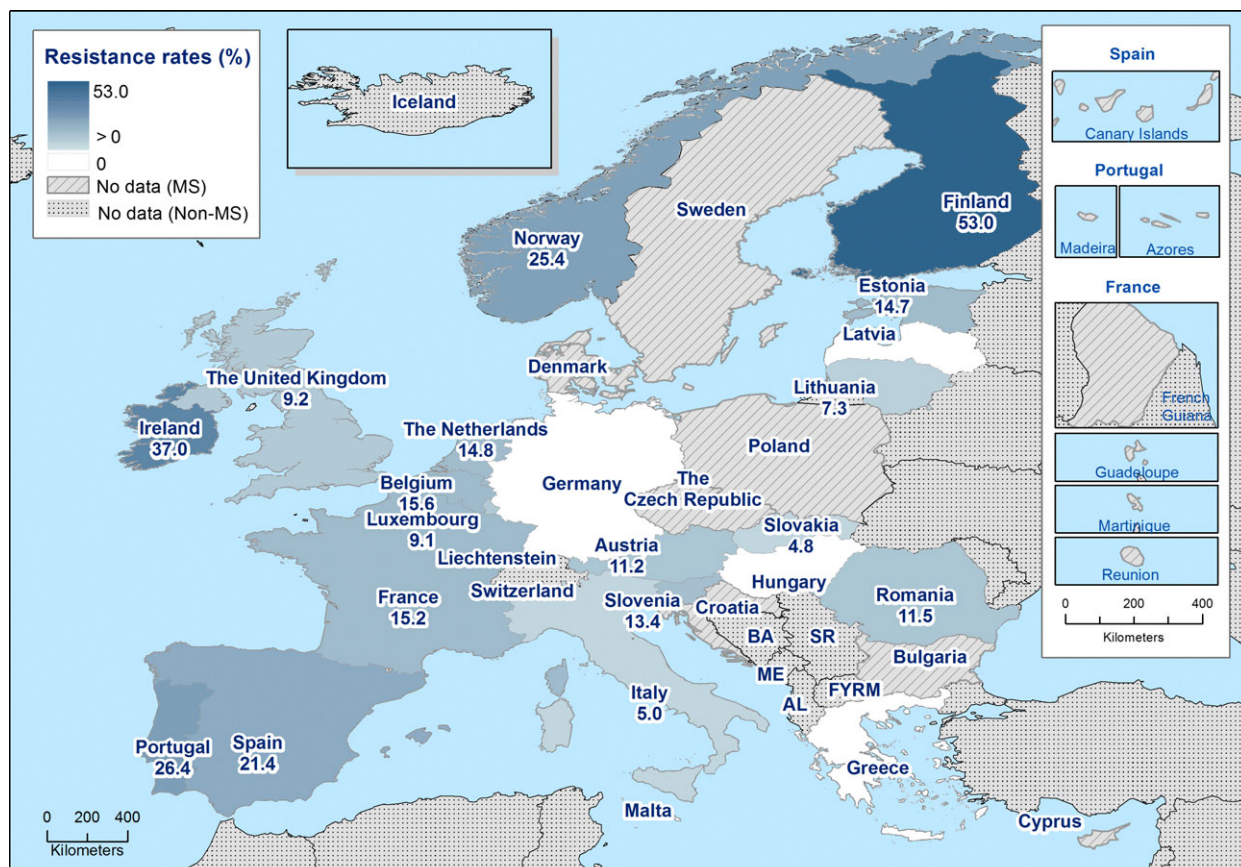 Resistance rates (%)
53.0
> 0
0
No data (MS)
No data (Non-MS)
Iceland
Spain
Canary Islands
Portugal
Madeira
Azores
France
French
Guiana
Guadeloupe
Martinique
Reunion
0 200 400
Kilometers
Sweden
Finland
53.0
Norway
25.4
Estonia
14.7
Latvia
Denmark
Lithuania
7.3
The United Kingdom
9.2
Ireland
37.0
The Netherlands
14.8
Poland
Belgium
15.6
Germany
The
Czech Republic
Luxembourg
9.1
Slovakia
4.8
Liechtenstein
Austria
11.2
Switzerland
Hungary
France
15.2
Slovenia
13.4
Croatia
Romania
11.5
BA
SR
Bulgaria
ME
FYRM
AL
Italy
5.0
Portugal
26.4
Spain
21.4
Greece
Malta
Cyprus
0 200 400
Kilometers